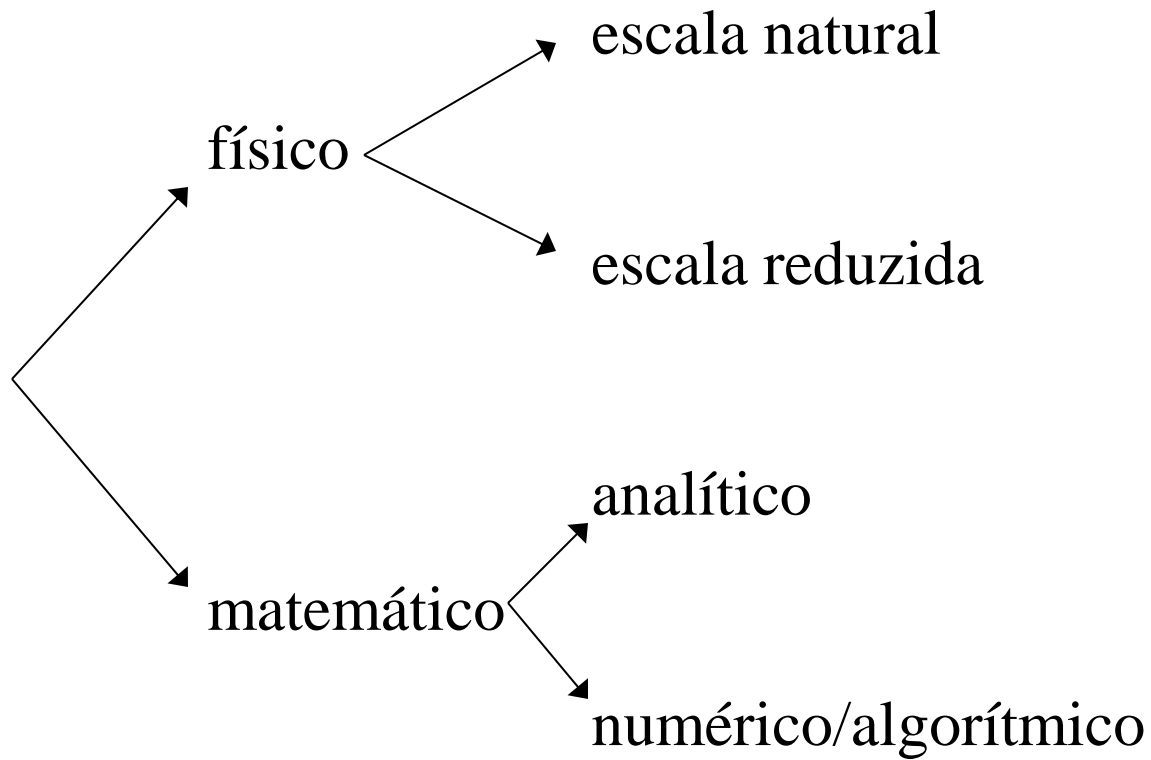 escala natural
físico
escala reduzida
analítico
matemático
numérico/algorítmico